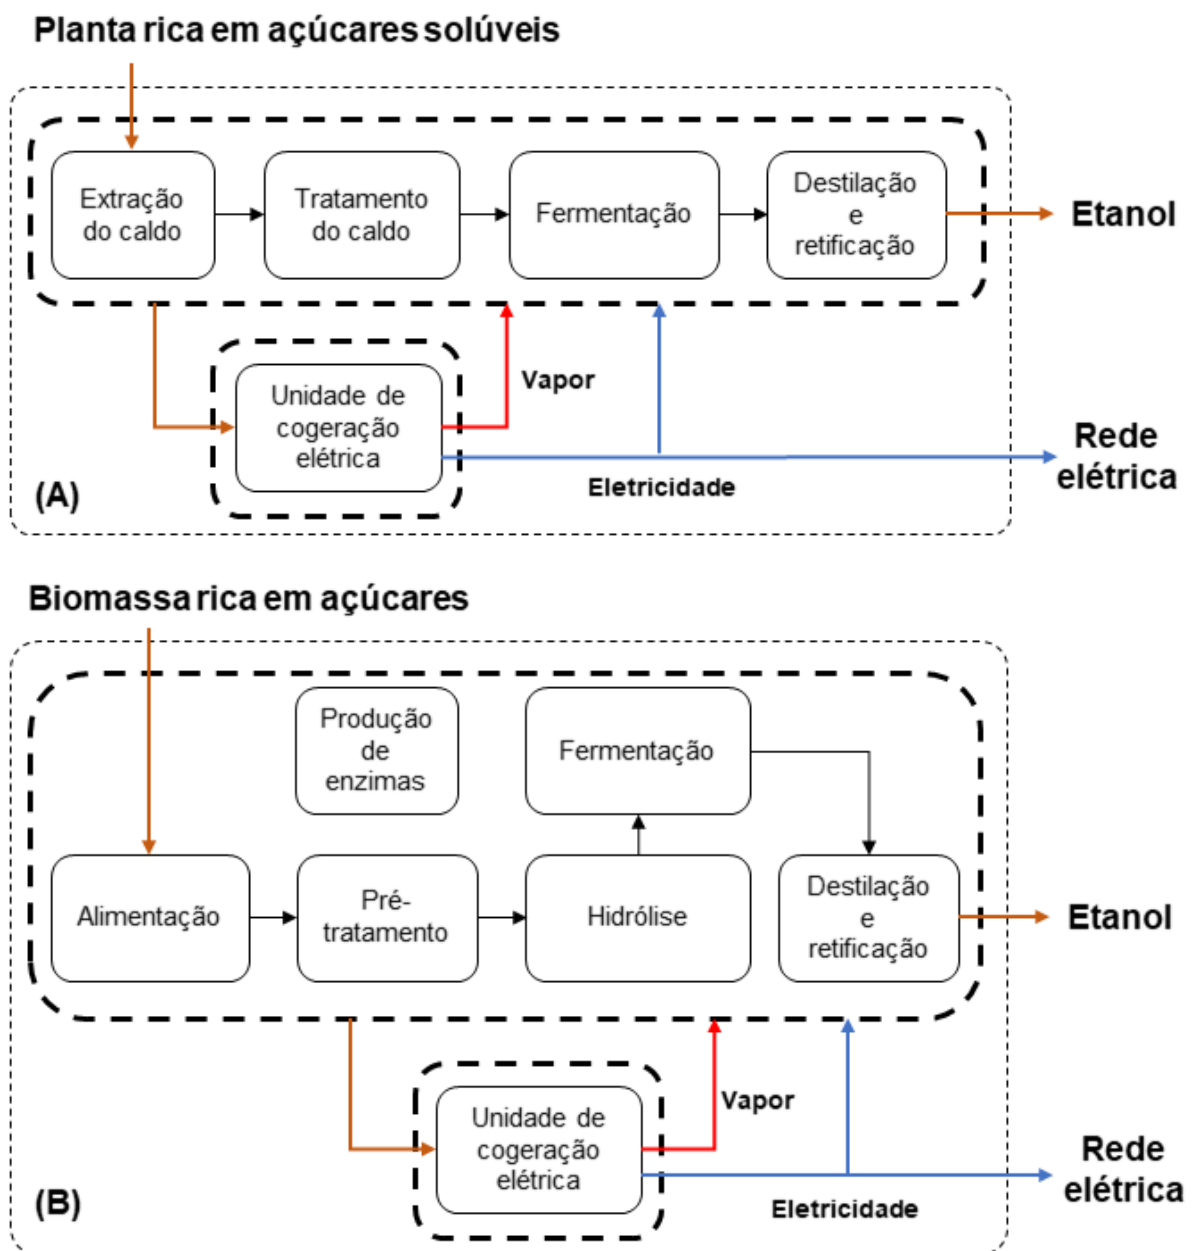 Planta rica em açúcares solúveis
Extração
do caldo
Tratamento
do caldo
Fermentação
Destilação
e
retificação
Etanol
Unidade de
cogeração
elétrica
Vapor
Eletricidade
Rede
elétrica
(A)
Biomassa rica em açúcares
Produção
de
enzimas
Fermentação
Alimentação
Pré-
tratamento
Hidrólise
Destilação
e
retificação
Etanol
Unidade de
cogeração
elétrica
Vapor
Eletricidade
Rede
elétrica
(B)